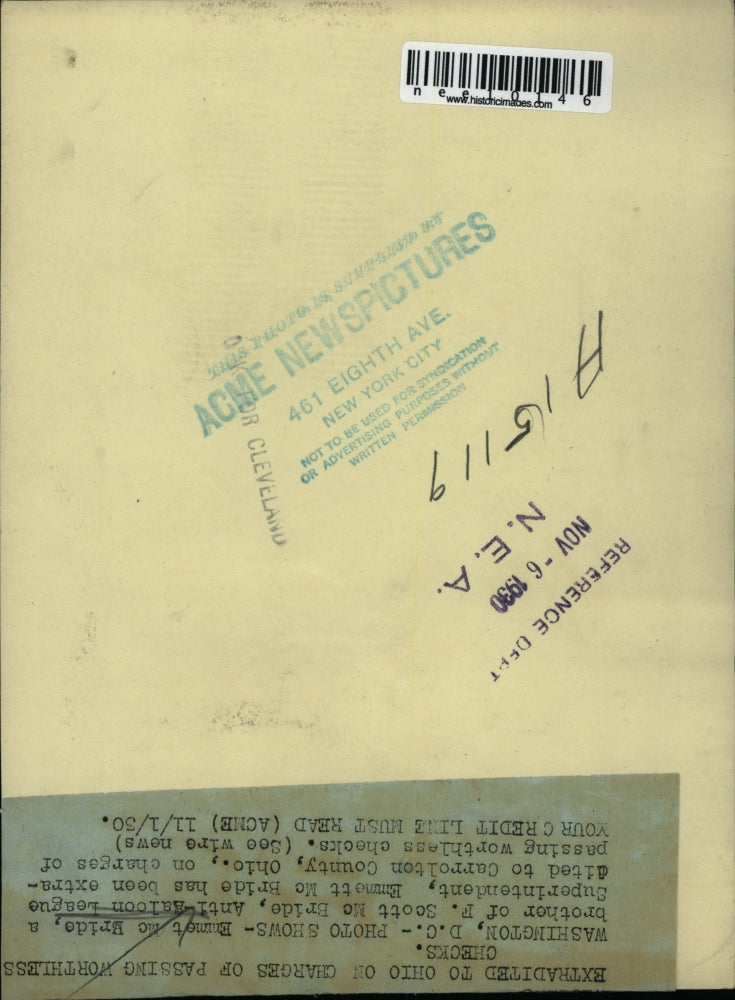 neg10146
www.historicimages.com
THIS PHOTO IS SUPPLIED BY
ACME NEWSPICTURES
461 EIGHTH AVE.
NEW YORK CITY
NOT TO BE USED FOR SYNDICATION
OR ADVERTISING PURPOSES WITHOUT
WRITTEN PERMISSION
FOR CLEVELAND
A15119
REFERENCE DEPT
NOV - 6 1930
N. E. A.
EXTRADITED TO OHIO ON CHARGES OF PASSING WORTHLESS
CHECKS.
WASHINGTON, D.C.- PHOTO SHOWS- Emmet Mc Bride, a
brother of F. Scott Mc Bride, Anti-Saloon League
Superintendent, Emmett Mc Bride has been extra-
dited to Carrolton County, Ohio., on charges of
passing worthless checks. (See wire news)
YOUR CREDIT LINE MUST READ (ACME) 11/1/30.